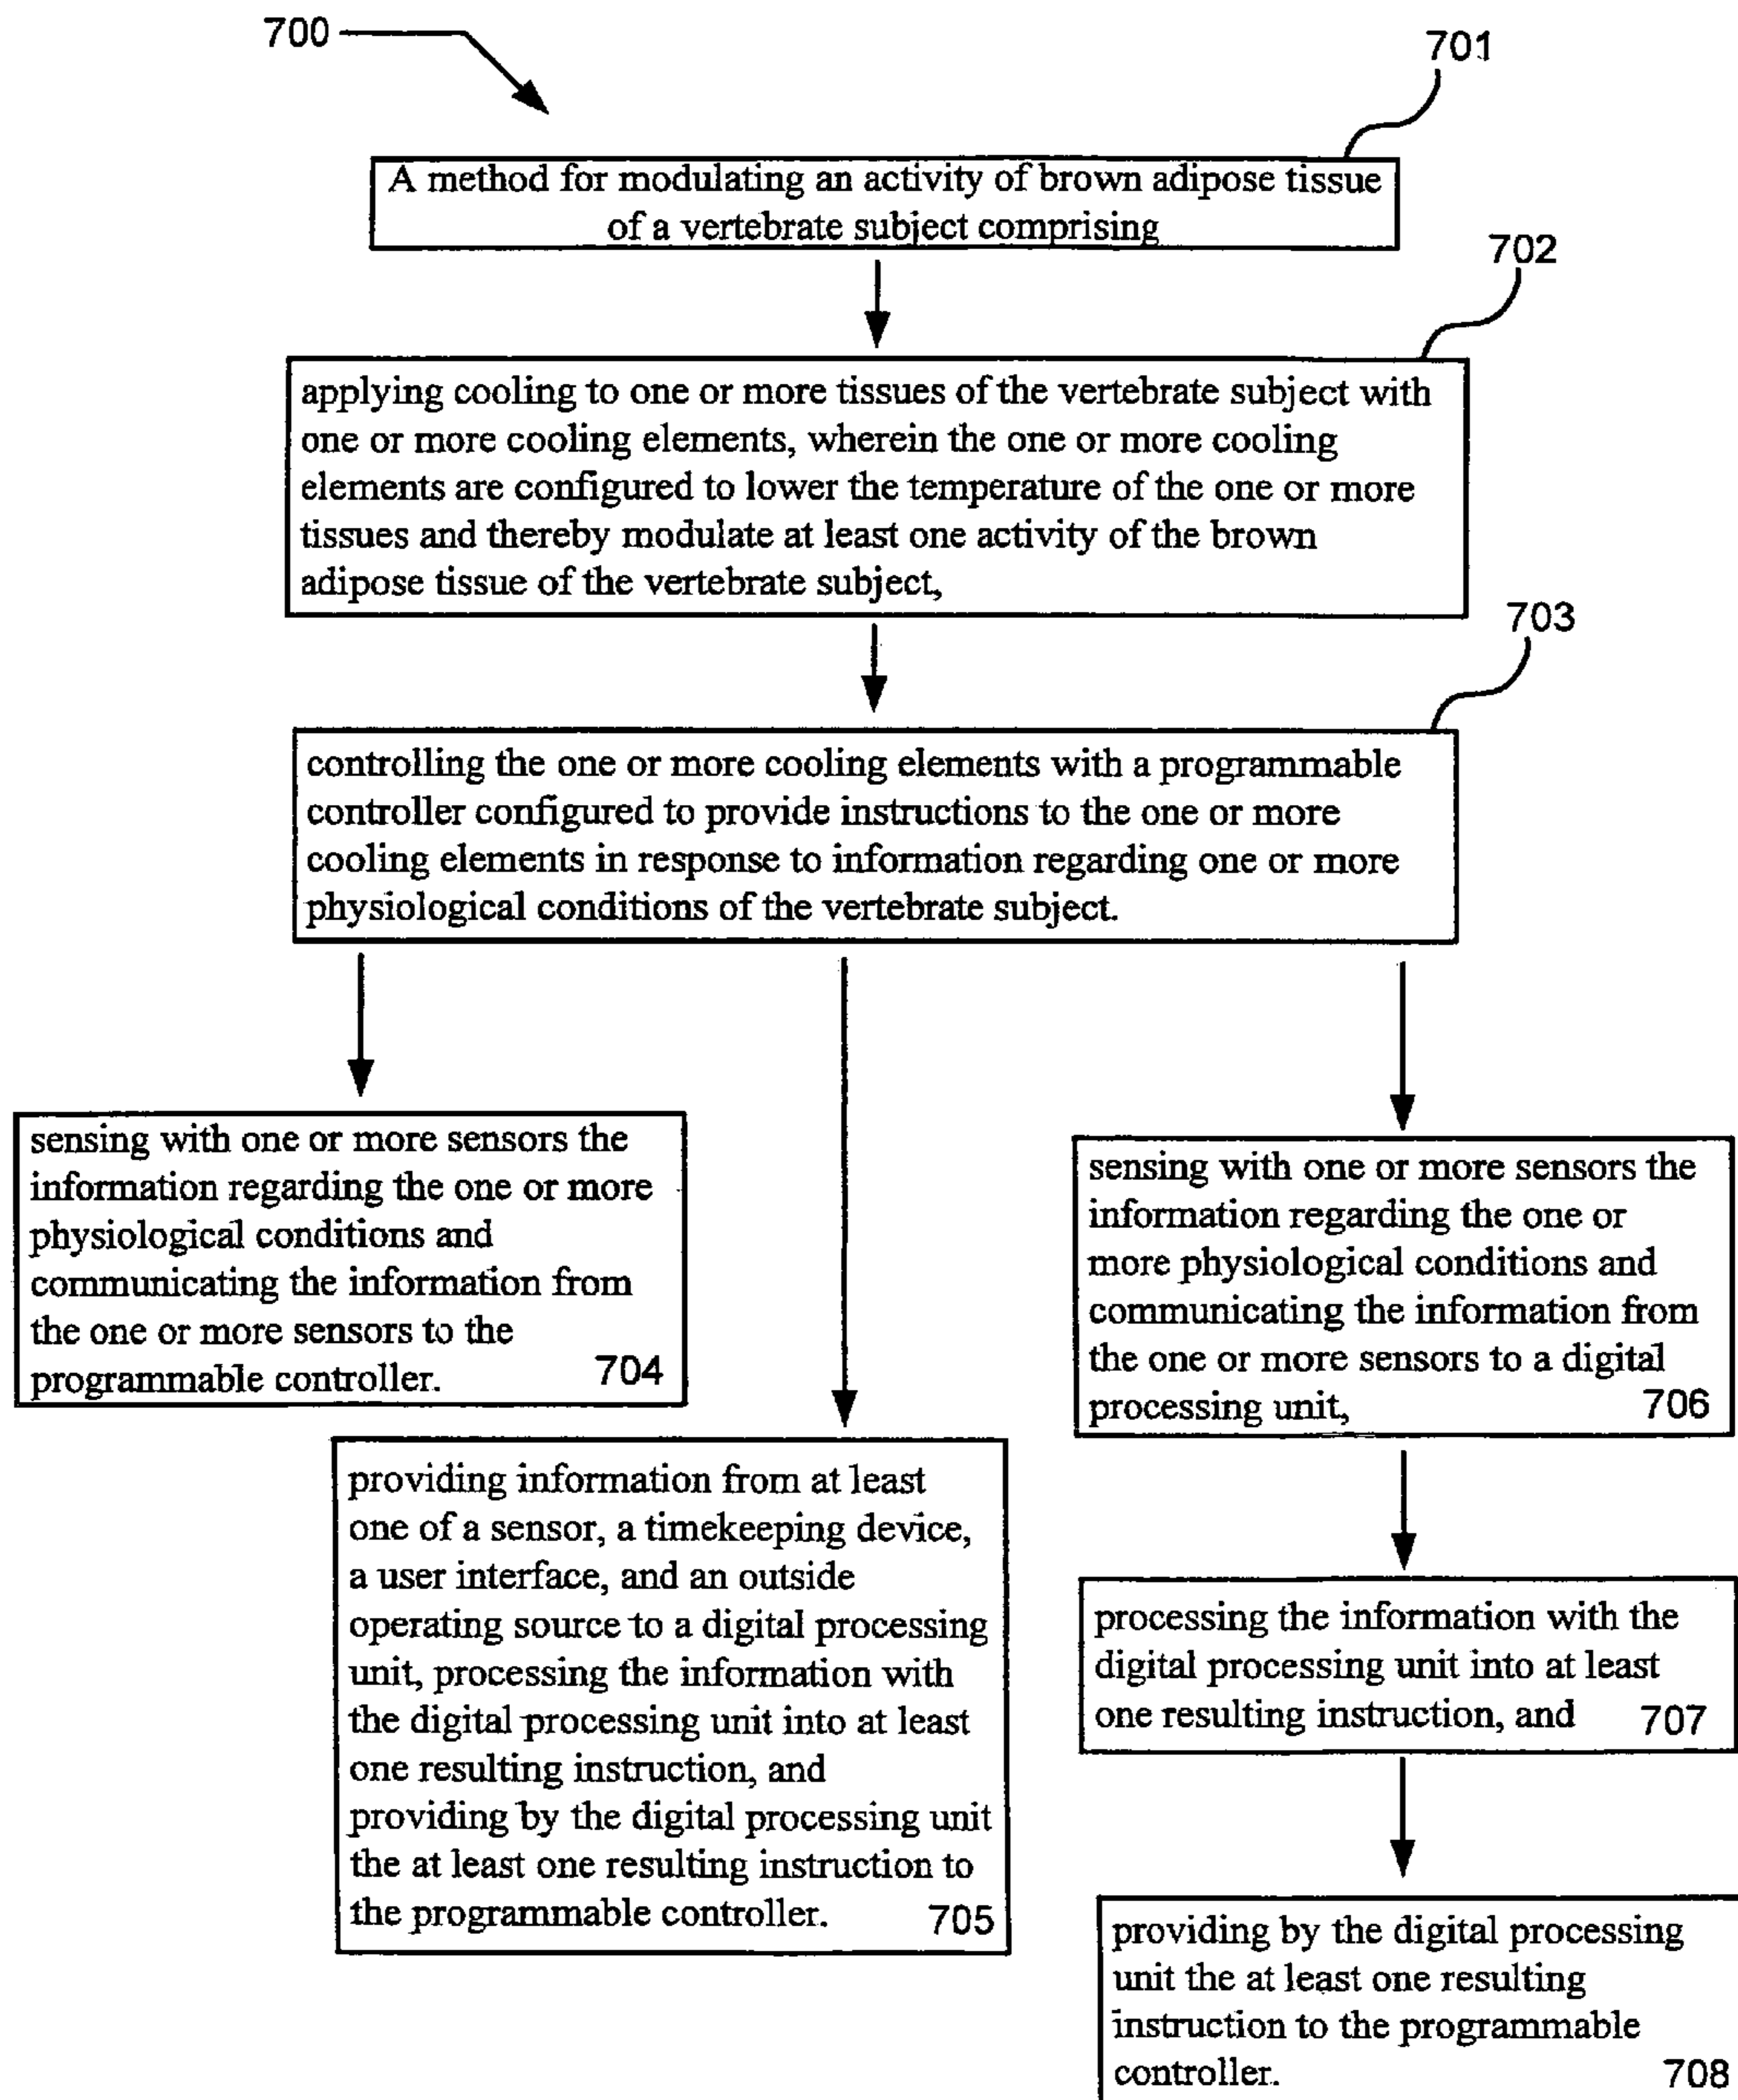 700
701
A method for modulating an activity of brown adipose tissue
of a vertebrate subject comprising
702
applying cooling to one or more tissues of the vertebrate subject with
one or more cooling elements, wherein the one or more cooling
elements are configured to lower the temperature of the one or more
tissues and thereby modulate at least one activity of the brown
adipose tissue of the vertebrate subject,
703
controlling the one or more cooling elements with a programmable
controller configured to provide instructions to the one or more
cooling elements in response to information regarding one or more
physiological conditions of the vertebrate subject.
sensing with one or more sensors the
information regarding the one or more
physiological conditions and
communicating the information from
the one or more sensors to the
programmable controller. 704
providing information from at least
one of a sensor, a timekeeping device,
a user interface, and an outside
operating source to a digital processing
unit, processing the information with
the digital processing unit into at least
one resulting instruction, and
providing by the digital processing unit
the at least one resulting instruction to
the programmable controller. 705
sensing with one or more sensors the
information regarding the one or
more physiological conditions and
communicating the information from
the one or more sensors to a digital
processing unit, 706
processing the information with the
digital processing unit into at least
one resulting instruction, and 707
providing by the digital processing
unit the at least one resulting
instruction to the programmable
controller. 708